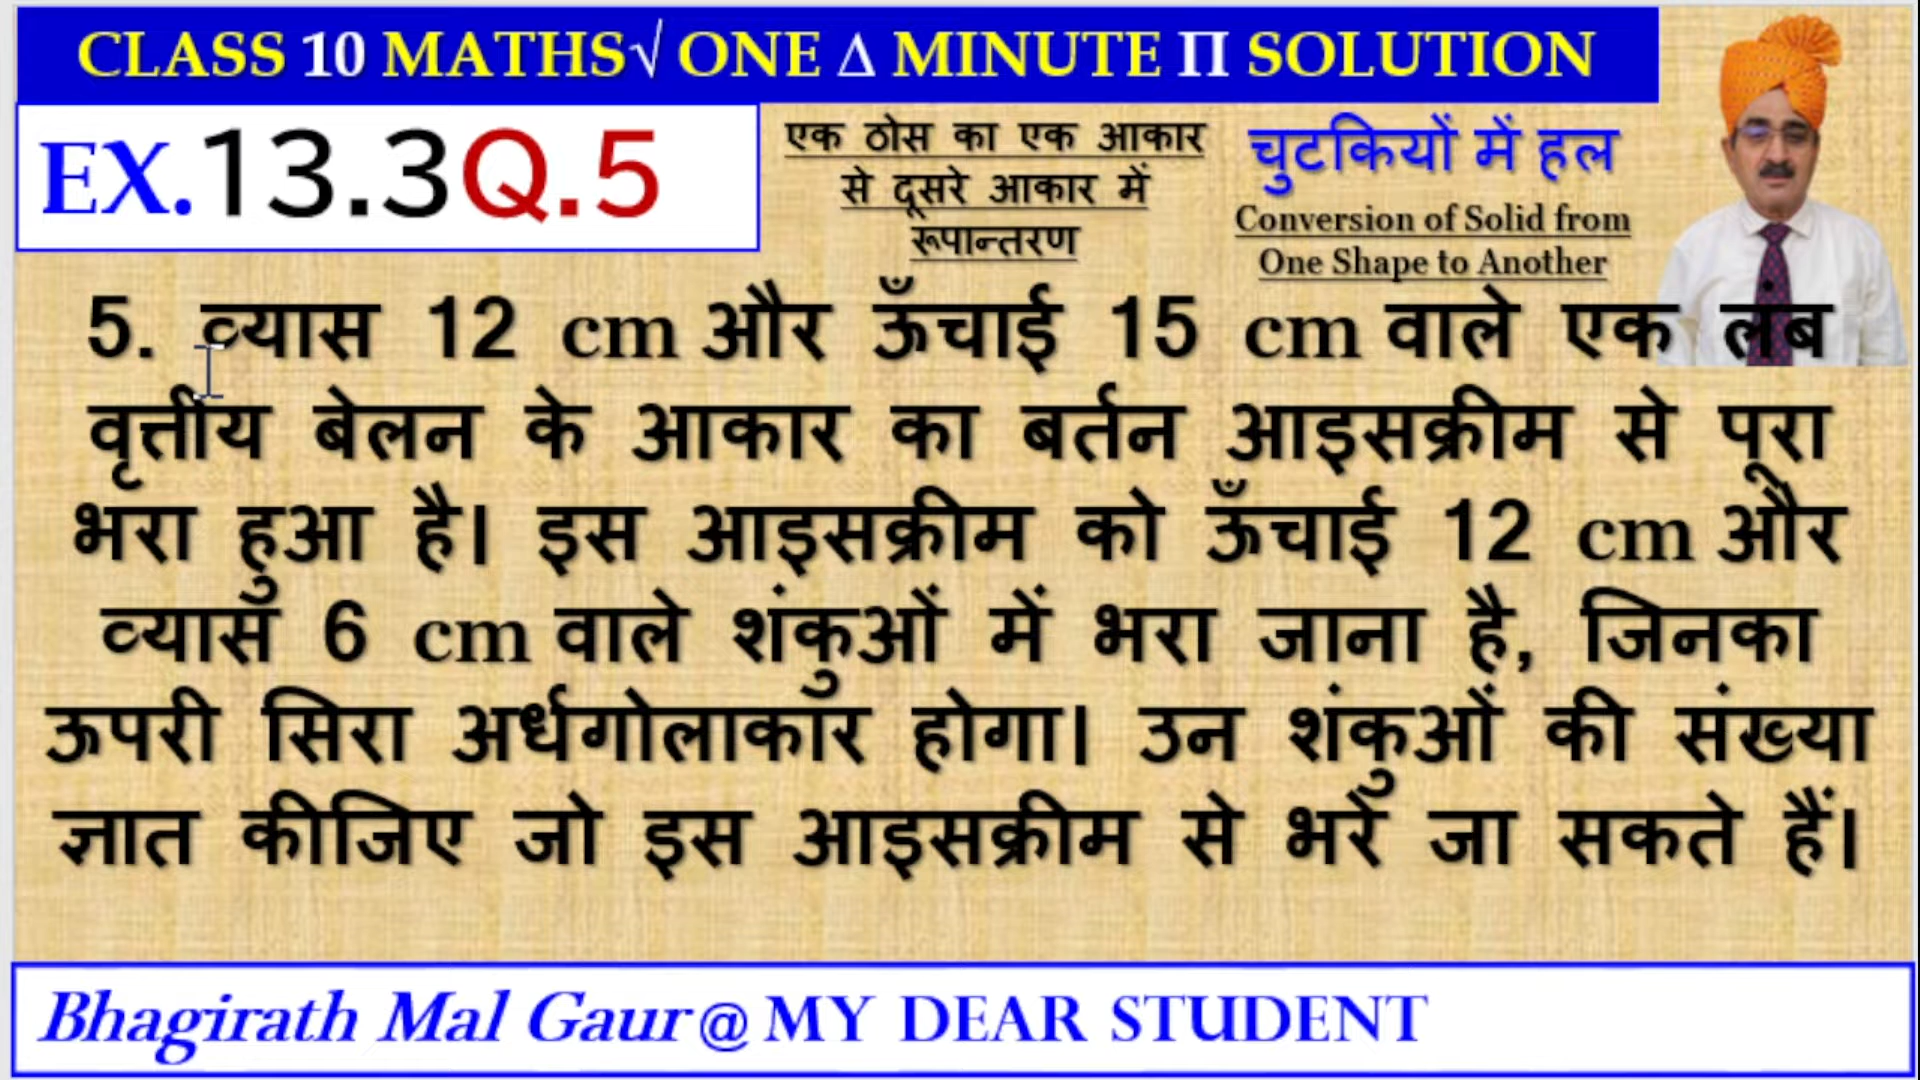 CLASS 10 MATHS√ ONE Δ MINUTE Π SOLUTION
EX.13.3Q.5
एक ठोस का एक आकार
से दूसरे आकार में
रूपान्तरण
चुटकियों में हल
Conversion of Solid from
One Shape to Another
5. व्यास 12 cm और ऊँचाई 15 cm वाले एक लंब
वृत्तीय बेलन के आकार का बर्तन आइसक्रीम से पूरा
भरा हुआ है। इस आइसक्रीम को ऊँचाई 12 cm और
व्यास 6 cm वाले शंकुओं में भरा जाना है, जिनका
ऊपरी सिरा अर्धगोलाकार होगा। उन शंकुओं की संख्या
ज्ञात कीजिए जो इस आइसक्रीम से भरे जा सकते हैं।
Bhagirath Mal Gaur@MY DEAR STUDENT